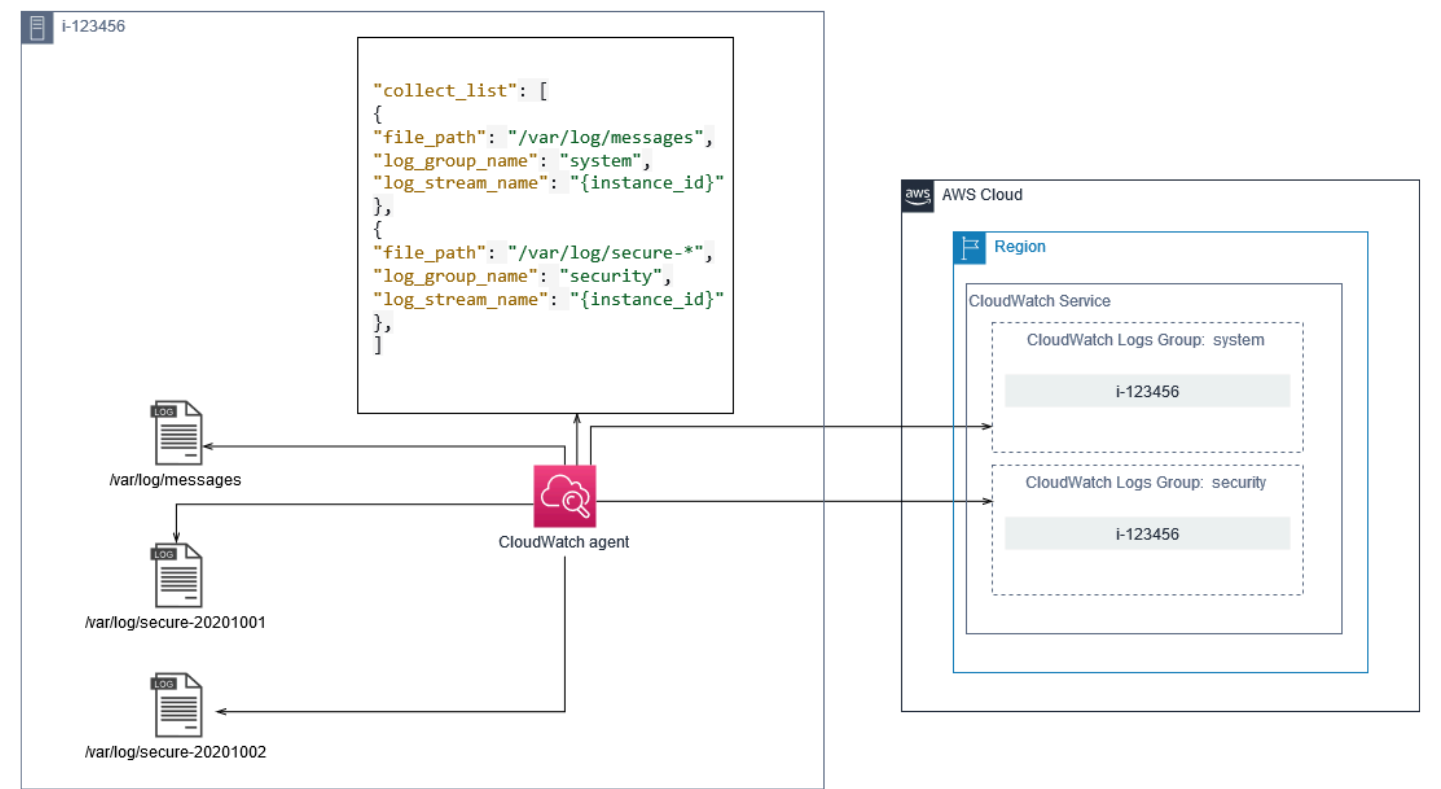 i-123456
"collect_list": [
{
"file_path": "/var/log/messages",
"log_group_name": "system",
"log_stream_name": "{instance_id}"
},
{
"file_path": "/var/log/secure-*",
"log_group_name": "security",
"log_stream_name": "{instance_id}"
},
]
LOG
/var/log/messages
LOG
/var/log/secure-20201001
LOG
/var/log/secure-20201002
CloudWatch agent
aws
AWS Cloud
Region
CloudWatch Service
CloudWatch Logs Group: system
i-123456
CloudWatch Logs Group: security
i-123456